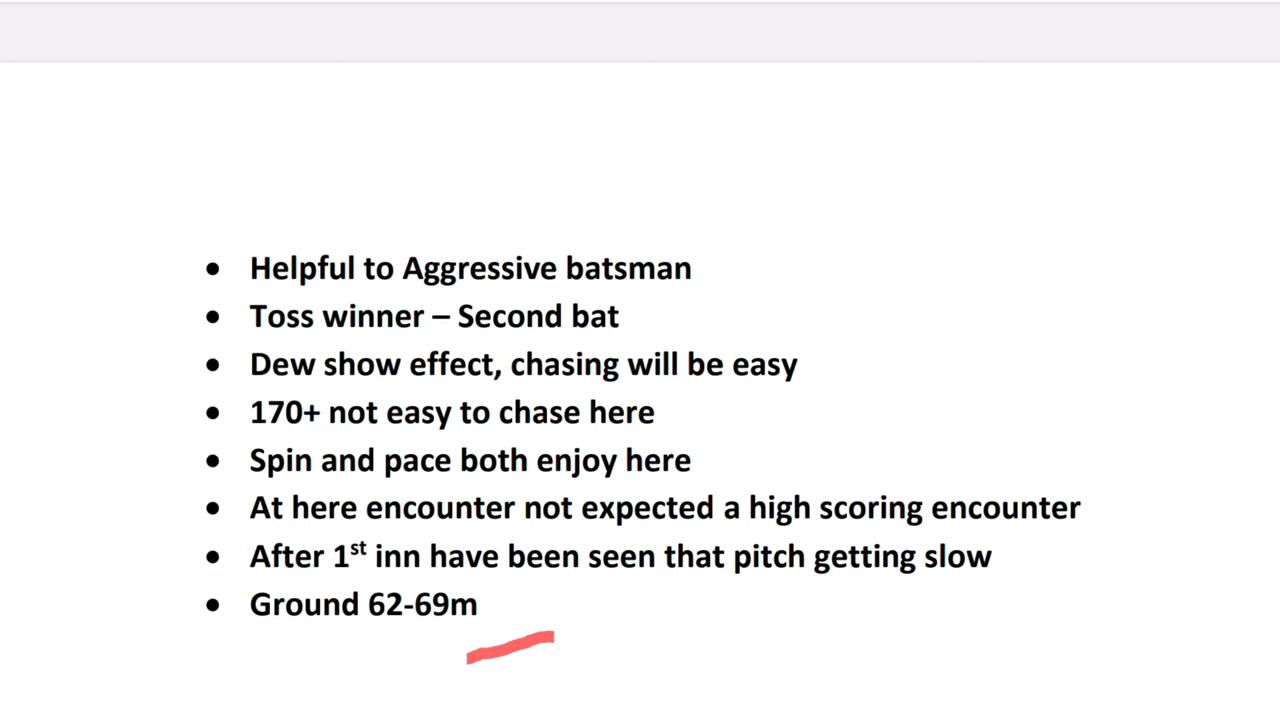 • Helpful to Aggressive batsman
• Toss winner – Second bat
• Dew show effect, chasing will be easy
• 170+ not easy to chase here
• Spin and pace both enjoy here
• At here encounter not expected a high scoring encounter
• After 1st inn have been seen that pitch getting slow
• Ground 62-69m